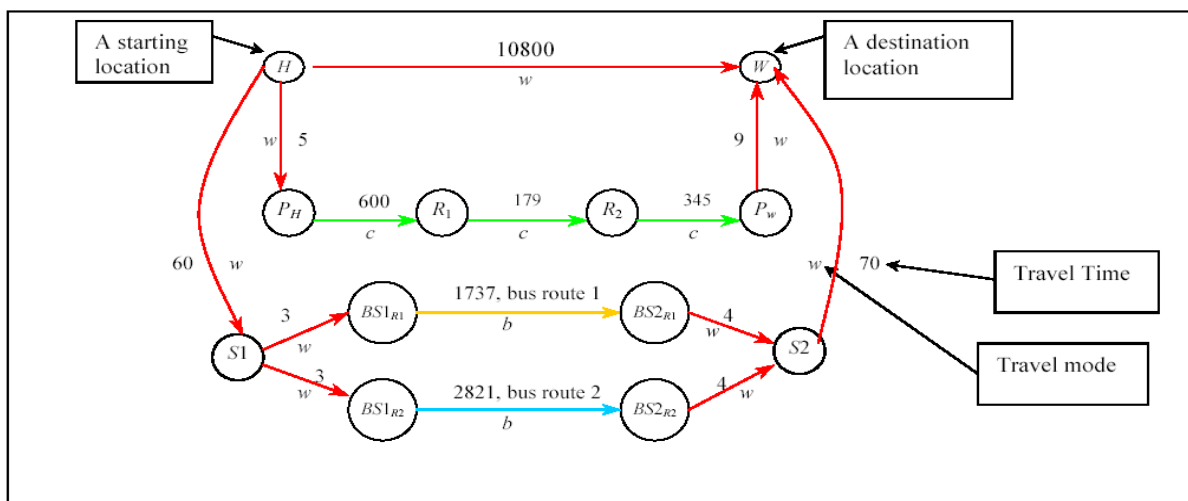 A starting
location
H
10800
w
W
A destination
location
w 5
9 w
P_H
600
c
R_1
179
c
R_2
345
c
P_w
60 w
w 70
Travel Time
Travel mode
S1
3
w
BS1_R1
1737, bus route 1
b
BS2_R1
4
w
S2
3
w
BS1_R2
2821, bus route 2
b
BS2_R2
4
w